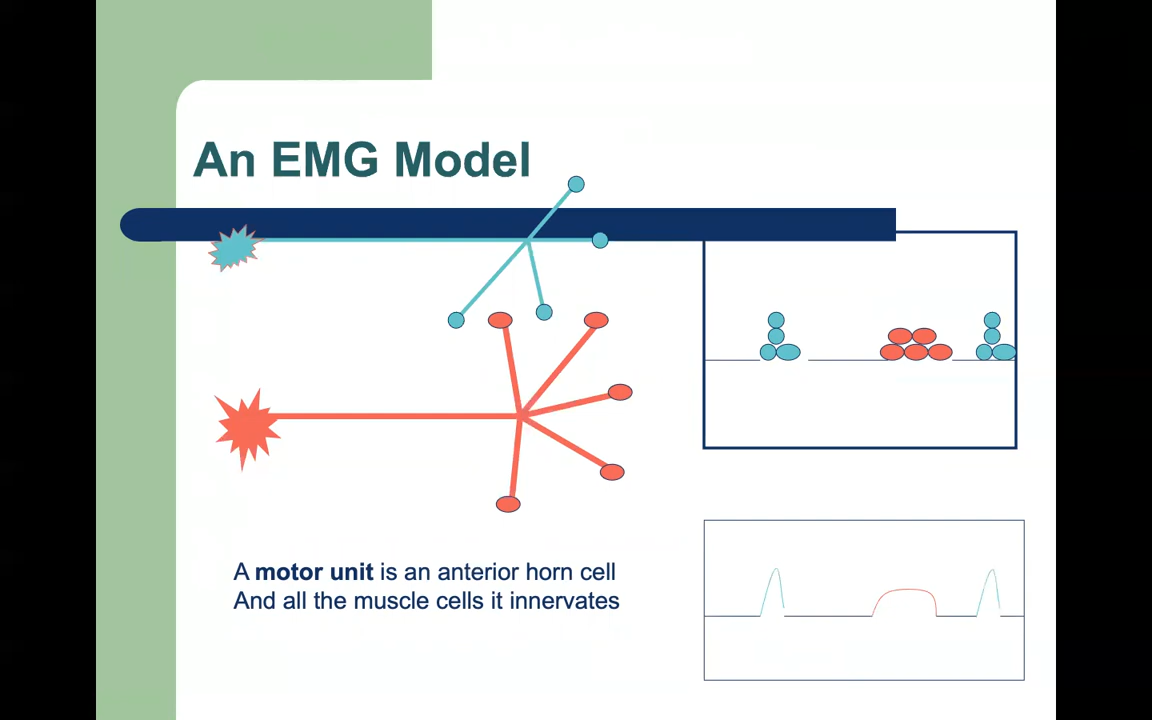 An EMG Model
A motor unit is an anterior horn cell
And all the muscle cells it innervates